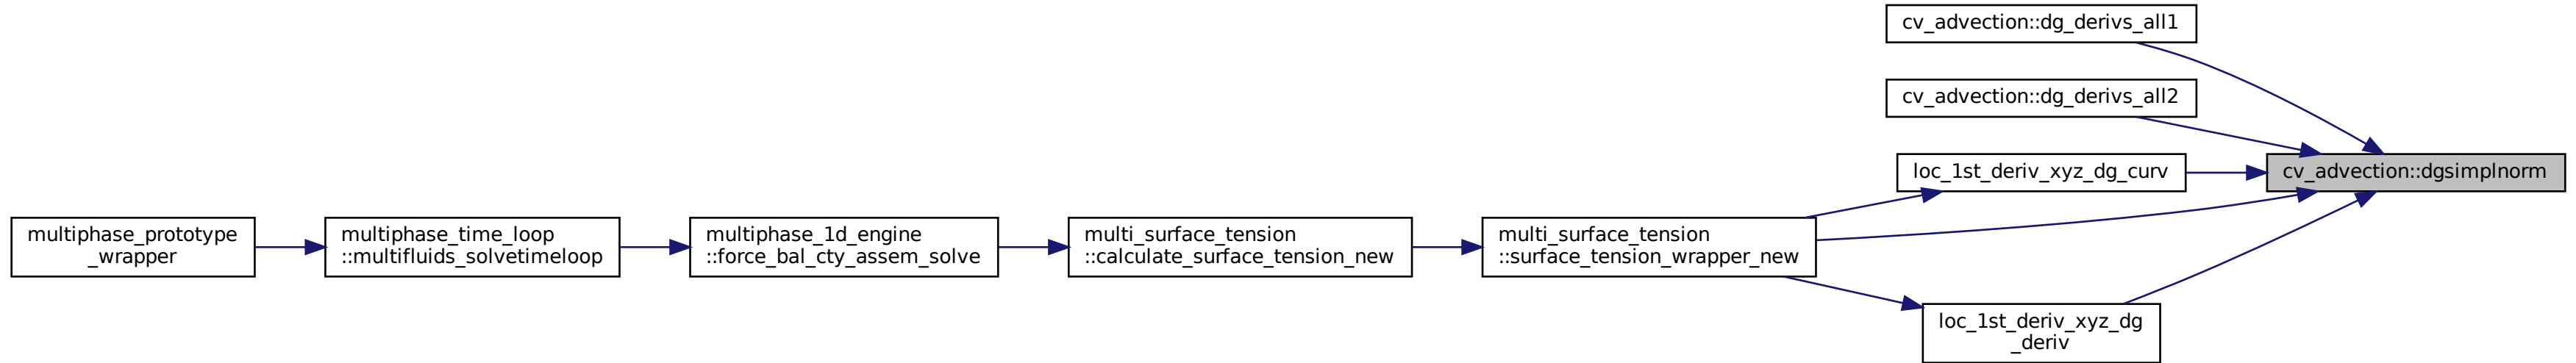 cv_advection::dg_derivs_all1
cv_advection::dg_derivs_all2
loc_1st_deriv_xyz_dg_curv
cv_advection::dgsimplnorm
multiphase_prototype
_wrapper
multiphase_time_loop
::multifluids_solvetimeloop
multiphase_1d_engine
::force_bal_cty_assem_solve
multi_surface_tension
::calculate_surface_tension_new
multi_surface_tension
::surface_tension_wrapper_new
loc_1st_deriv_xyz_dg
_deriv